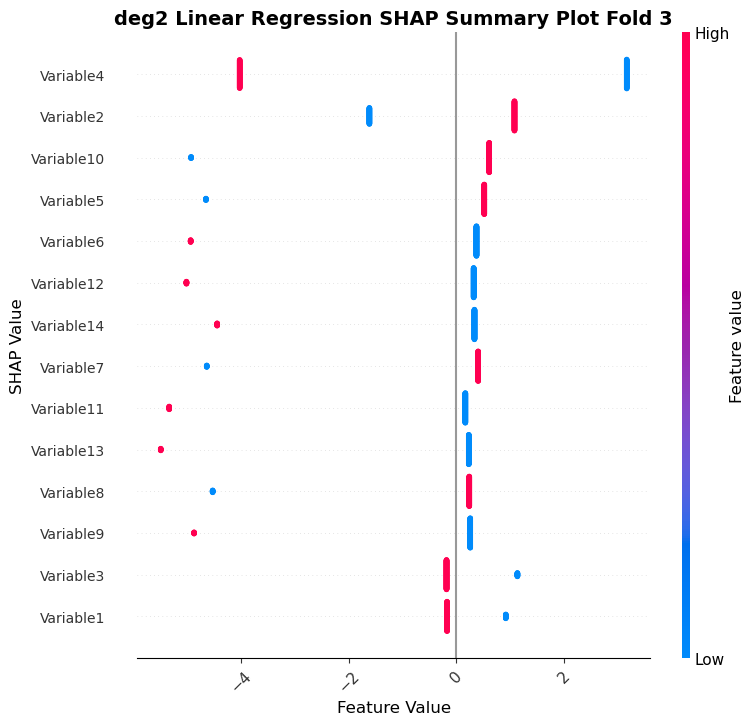 deg2 Linear Regression SHAP Summary Plot Fold 3
High
Variable4
Variable2
Variable10
Variable5
Variable6
Variable12
Variable14
Variable7
Variable11
Variable13
Variable8
Variable9
Variable3
Variable1
SHAP Value
Feature value
Low
−4
−2
0
2
Feature Value